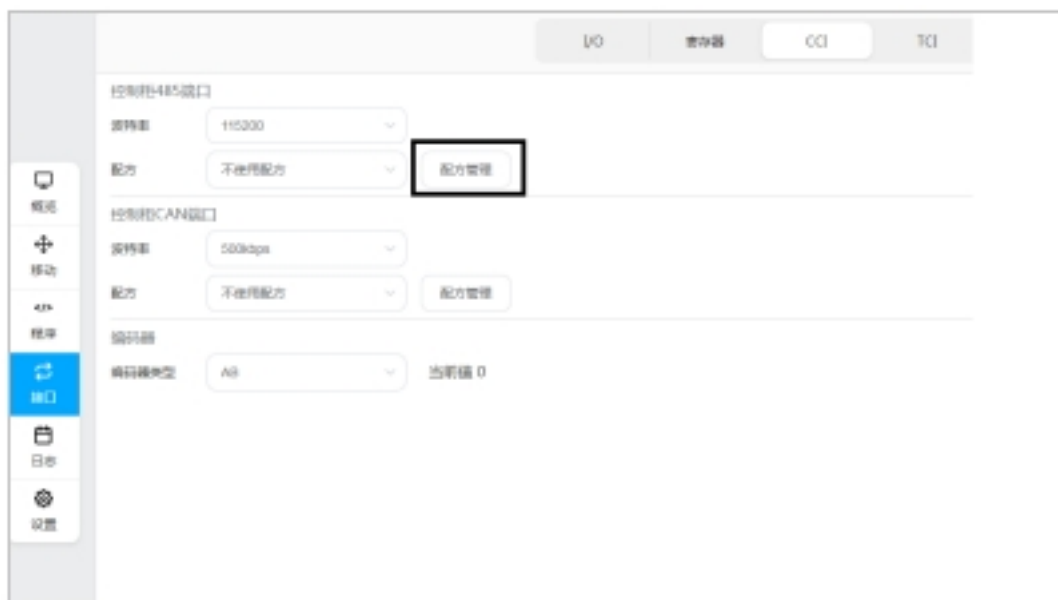 I/O 寄存器 CCI TCI
控制柜485端口
波特率 115200
配方 不使用配方 配方管理
控制柜CAN端口
波特率 500kbps
配方 不使用配方 配方管理
编码器
编码器类型 AB 当前值 0
概览
移动
</>
程序
端口
日志
设置